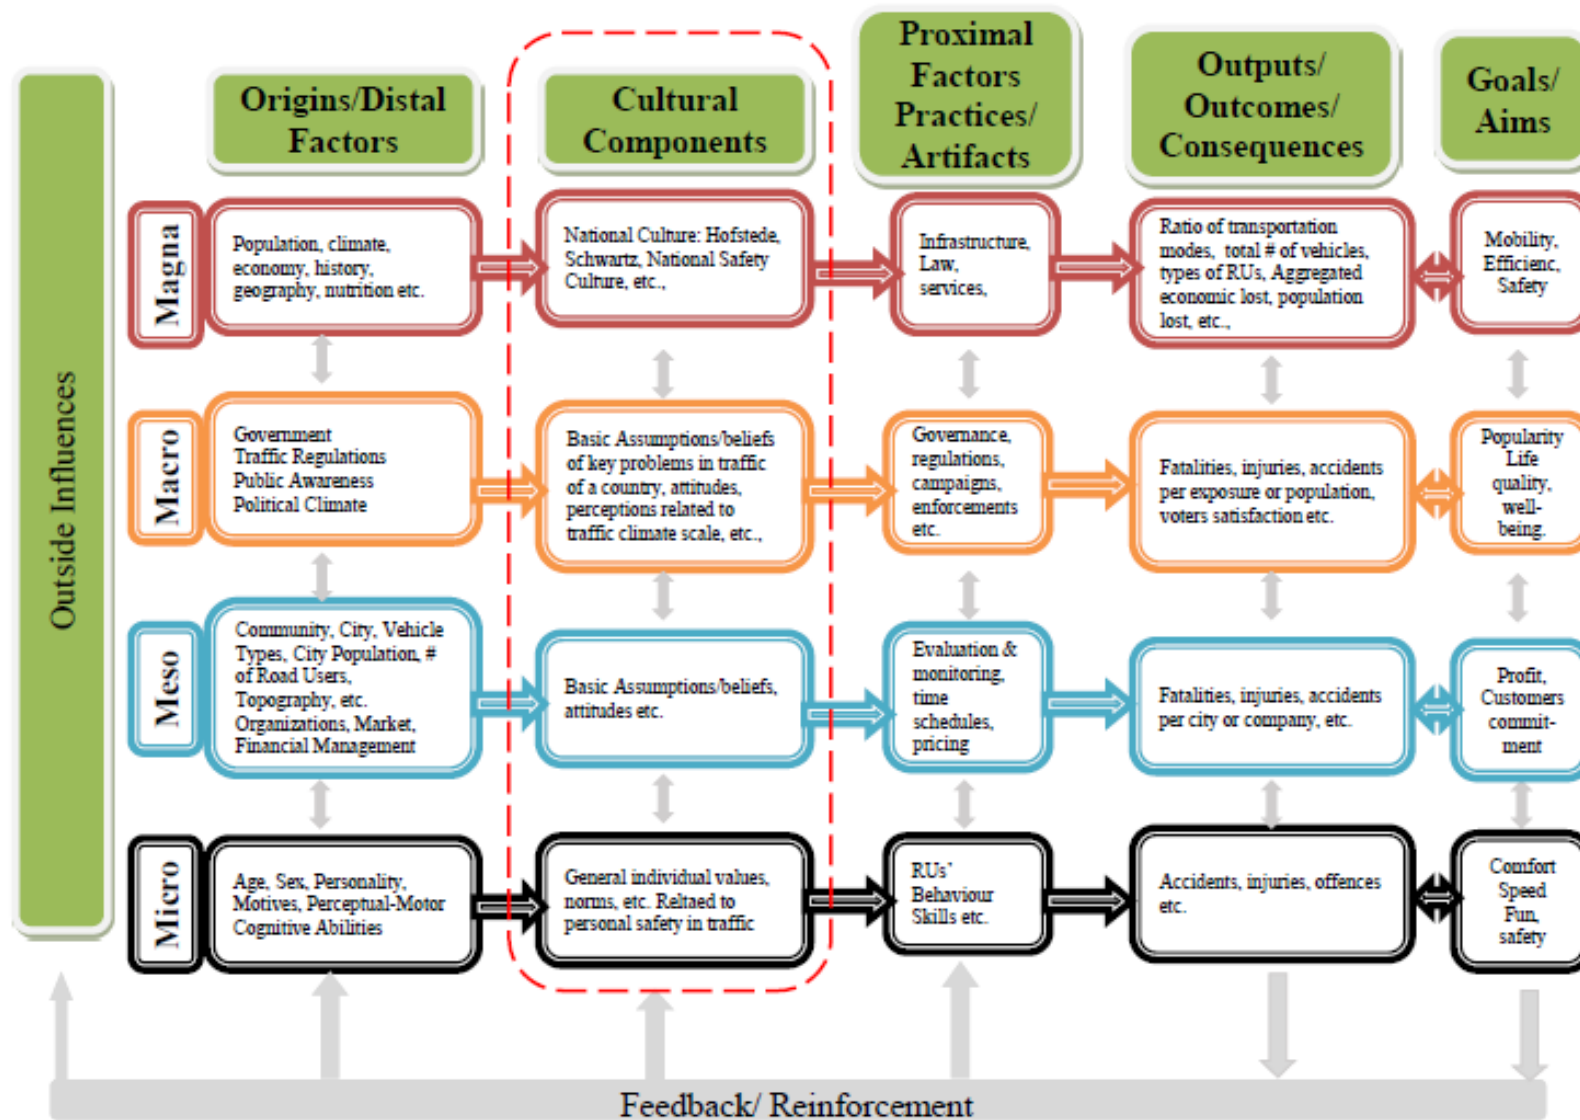 Outside Influences
Origins/Distal
Factors
Cultural
Components
Proximal
Factors
Practices/
Artifacts
Outputs/
Outcomes/
Consequences
Goals/
Aims
Magna
Population, climate,
economy, history,
geography, nutrition etc.
National Culture: Hofstede,
Schwartz, National Safety
Culture, etc.,
Infrastructure,
Law,
services,
Ratio of transportation
modes, total # of vehicles,
types of RUs, Aggregated
economic lost, population
lost, etc.,
Mobility,
Efficienc,
Safety
Macro
Government
Traffic Regulations
Public Awareness
Political Climate
Basic Assumptions/beliefs
of key problems in traffic
of a country, attitudes,
perceptions related to
traffic climate scale, etc.,
Governance,
regulations,
campaigns,
enforcements
etc.
Fatalities, injuries, accidents
per exposure or population,
voters satisfaction etc.
Popularity
Life
quality,
well-
being.
Meso
Community, City, Vehicle
Types, City Population, #
of Road Users,
Topography, etc.
Organizations, Market,
Financial Management
Basic Assumptions/beliefs,
attitudes etc.
Evaluation &
monitoring,
time
schedules,
pricing
Fatalities, injuries, accidents
per city or company, etc.
Profit,
Customers
commit-
ment
Micro
Age, Sex, Personality,
Motives, Perceptual-Motor
Cognitive Abilities
General individual values,
norms, etc. Reltaed to
personal safety in traffic
RUs'
Behaviour
Skills etc.
Accidents, injuries, offences
etc.
Comfort
Speed
Fun,
safety
Feedback/ Reinforcement